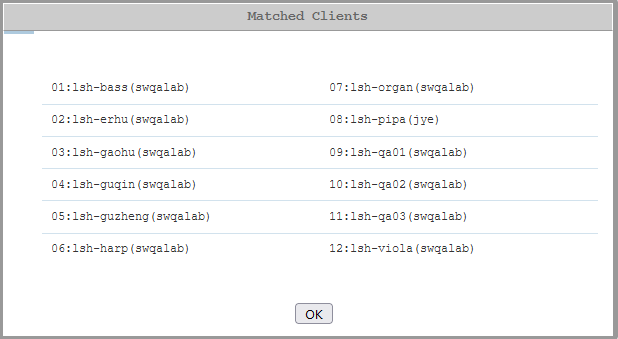 Matched Clients
01:lsh-bass(swqalab)
02:lsh-erhu(swqalab)
03:lsh-gaohu(swqalab)
04:lsh-guqin(swqalab)
05:lsh-guzheng(swqalab)
06:lsh-harp(swqalab)
07:lsh-organ(swqalab)
08:lsh-pipa(jye)
09:lsh-qa01(swqalab)
10:lsh-qa02(swqalab)
11:lsh-qa03(swqalab)
12:lsh-viola(swqalab)
OK